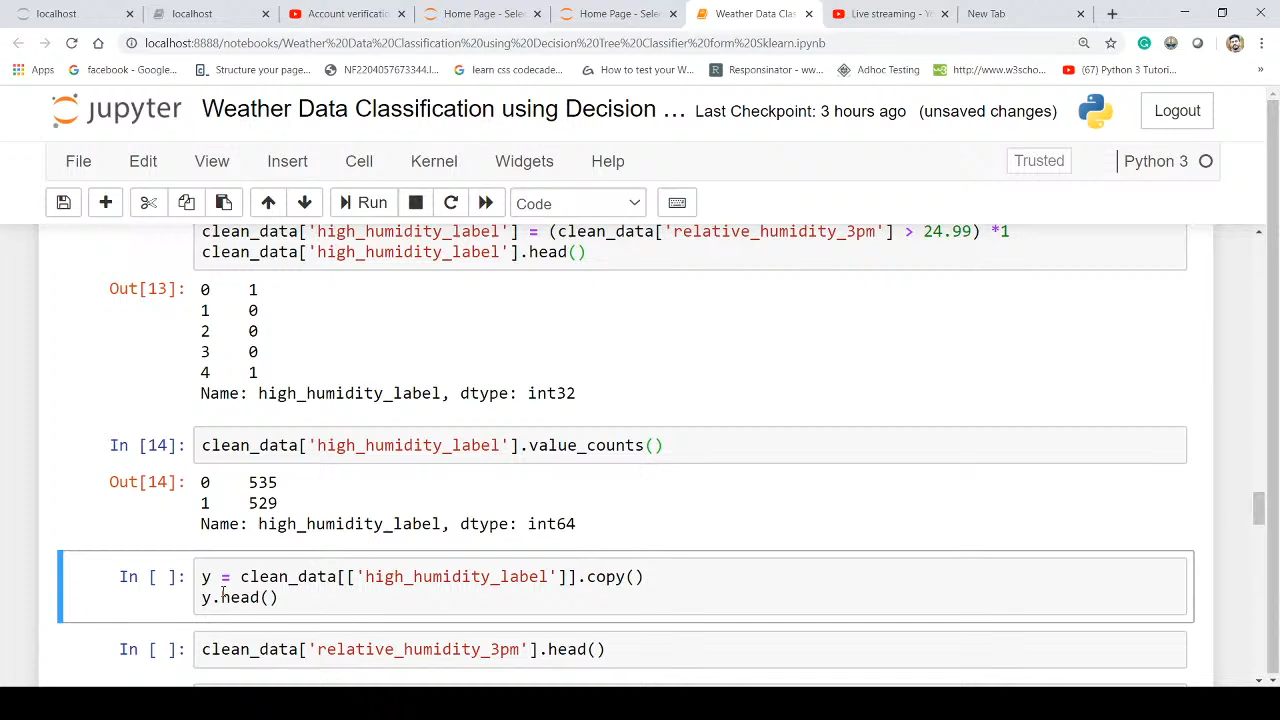 localhost
localhost
Account verificatio
Home Page - Sele
Home Page - Sele
Weather Data Clas
Live streaming - Yo
New Tab
localhost:8888/notebooks/Weather%20Data%20Classification%20using%20Decision%20Tree%20Classifier%20form%20Sklearn.ipynb
Apps
facebook - Google...
Structure your page...
NF22014057673344.I...
learn css codecade...
How to test your W...
Responsinator - ww...
Adhoc Testing
http://www.w3scho...
(67) Python 3 Tutori...
»
jupyter
Weather Data Classification using Decision ...
Last Checkpoint: 3 hours ago
(unsaved changes)
Logout
File
Edit
View
Insert
Cell
Kernel
Widgets
Help
Trusted
Python 3
Run
Code
clean_data['high_humidity_label'] = (clean_data['relative_humidity_3pm'] > 24.99) *1
clean_data['high_humidity_label'].head()
Out[13]: 0 1
1 0
2 0
3 0
4 1
Name: high_humidity_label, dtype: int32
In [14]: clean_data['high_humidity_label'].value_counts()
Out[14]: 0 535
1 529
Name: high_humidity_label, dtype: int64
In [ ]: y = clean_data[['high_humidity_label']].copy()
y.head()
In [ ]: clean_data['relative_humidity_3pm'].head()